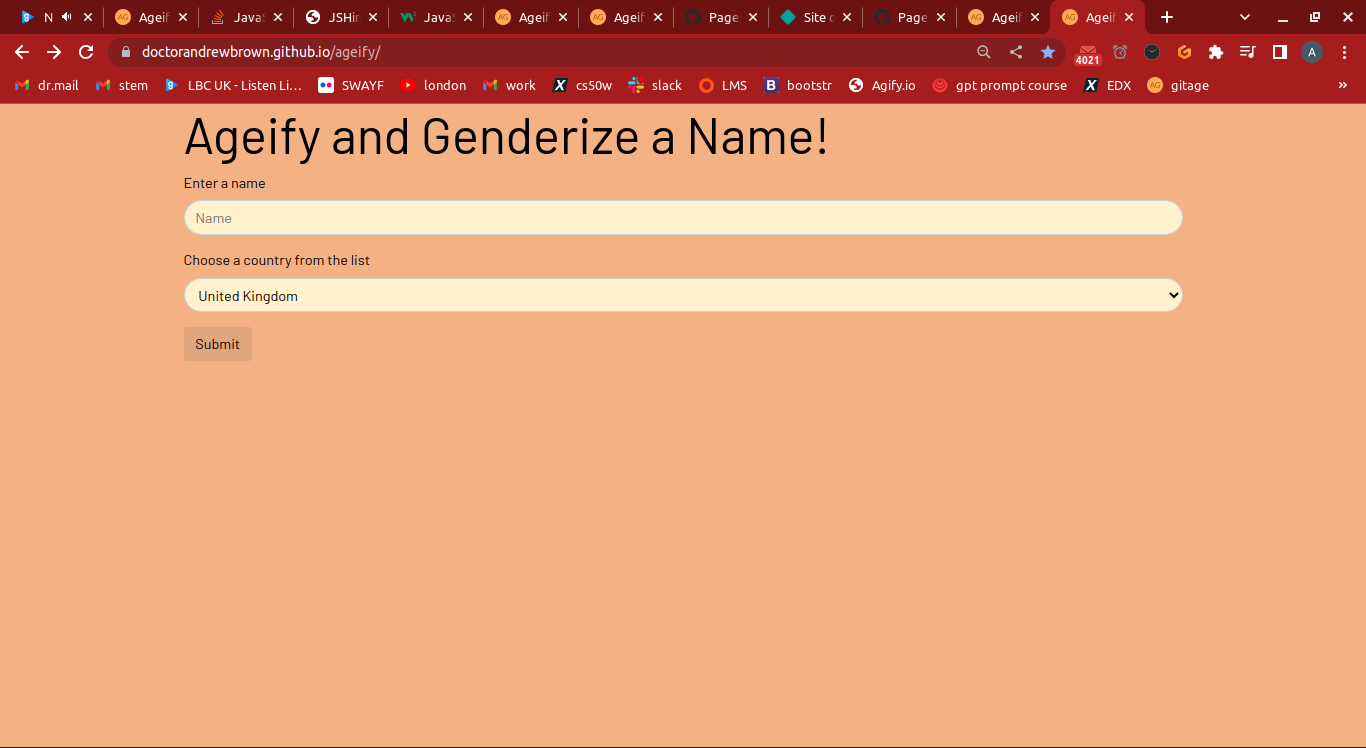 N Ageif JavaS JSHin JavaS Ageif Ageif Page Site c Page Ageif Ageif
doctorandrewbrown.github.io/ageify/
4021
A
dr.mail stem LBC UK - Listen Li... SWAYF london work cs50w slack LMS bootstr Agify.io gpt prompt course EDX gitage
Ageify and Genderize a Name!
Enter a name
Name
Choose a country from the list
United Kingdom
Submit